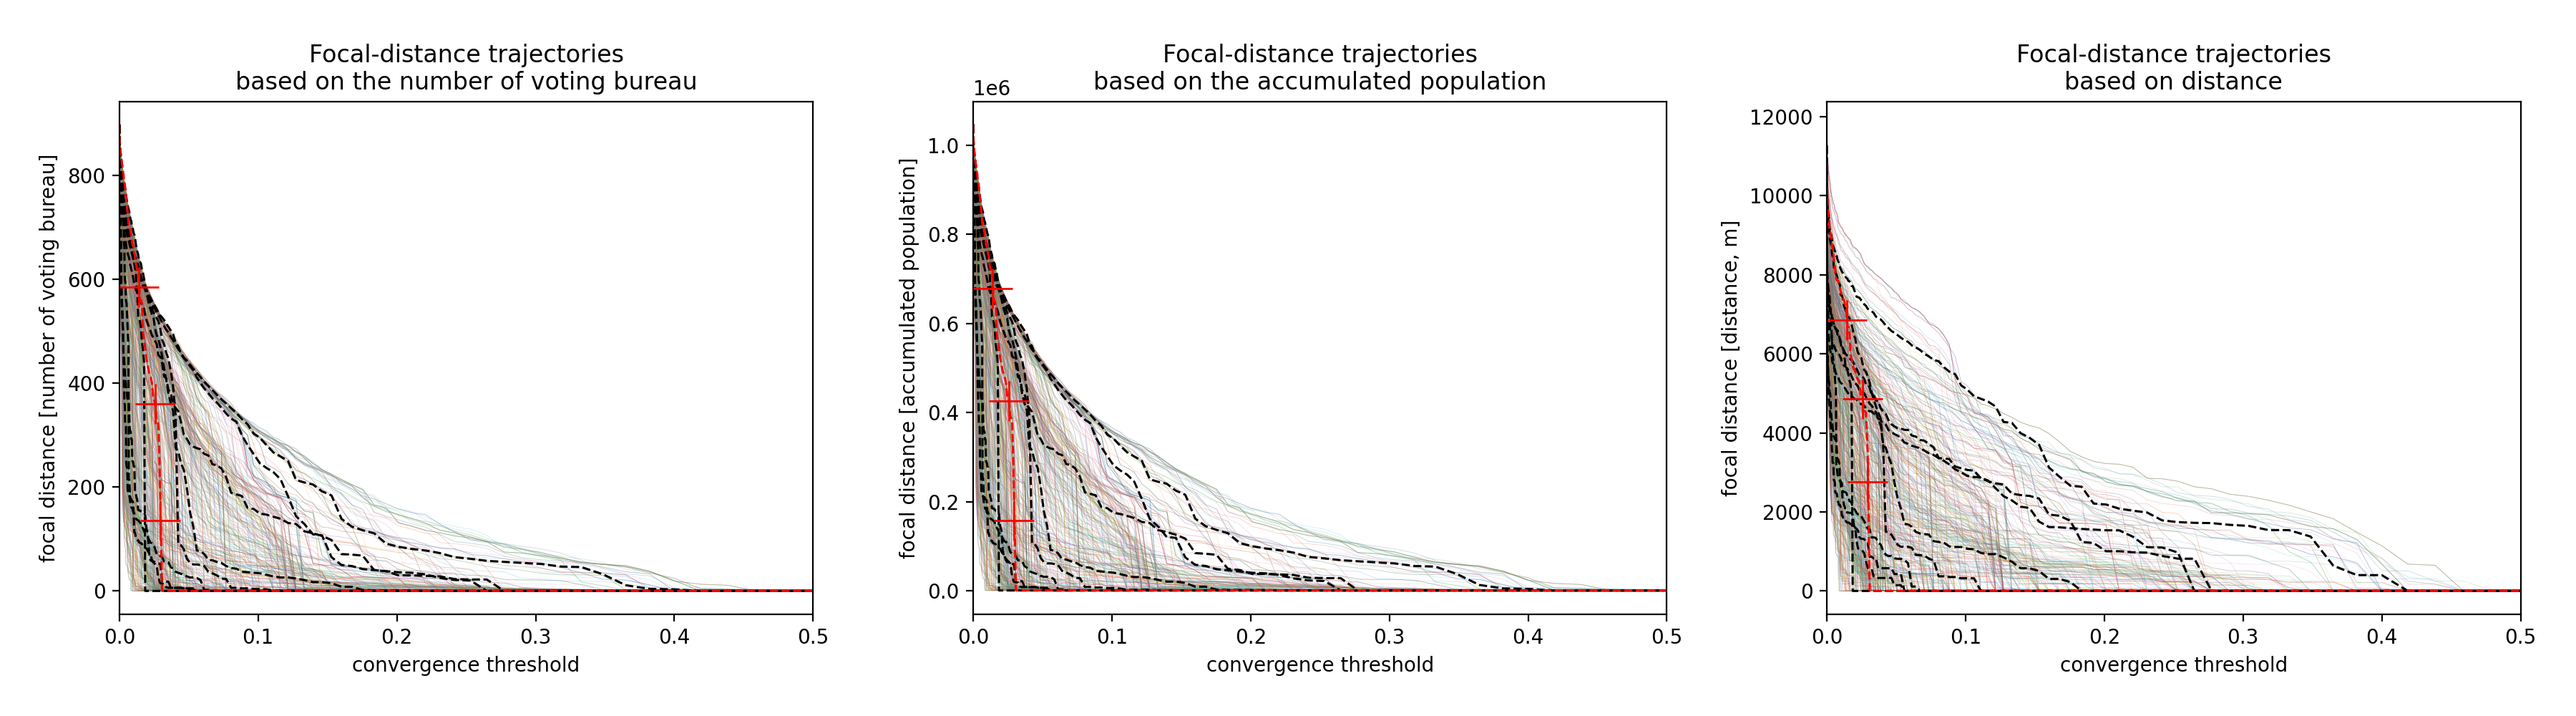 Focal-distance trajectories
based on the number of voting bureau
focal distance [number of voting bureau]
800
600
400
200
0
0.0 0.1 0.2 0.3 0.4 0.5
convergence threshold
Focal-distance trajectories
based on the accumulated population
1e6
focal distance [accumulated population]
1.0
0.8
0.6
0.4
0.2
0.0
0.0 0.1 0.2 0.3 0.4 0.5
convergence threshold
Focal-distance trajectories
based on distance
focal distance [distance, m]
12000
10000
8000
6000
4000
2000
0
0.0 0.1 0.2 0.3 0.4 0.5
convergence threshold